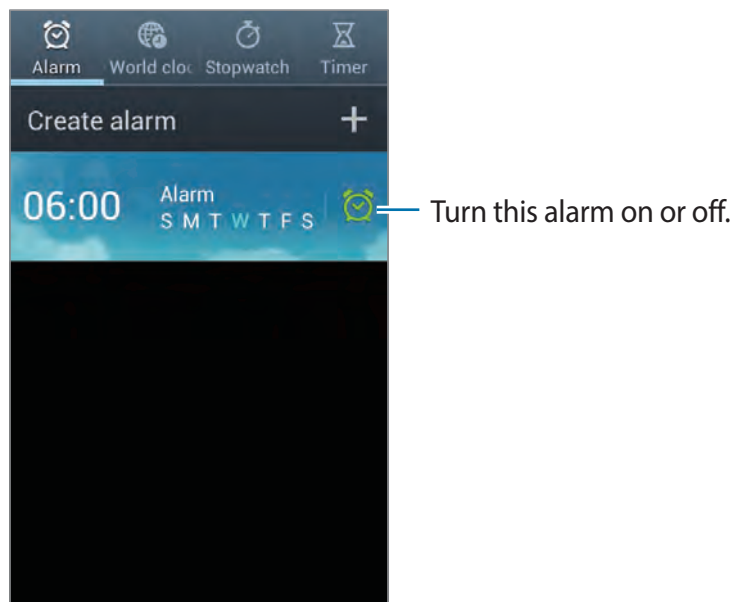 Alarm World cloc Stopwatch Timer
Create alarm
06:00 Alarm
S M T W T F S
Turn this alarm on or off.